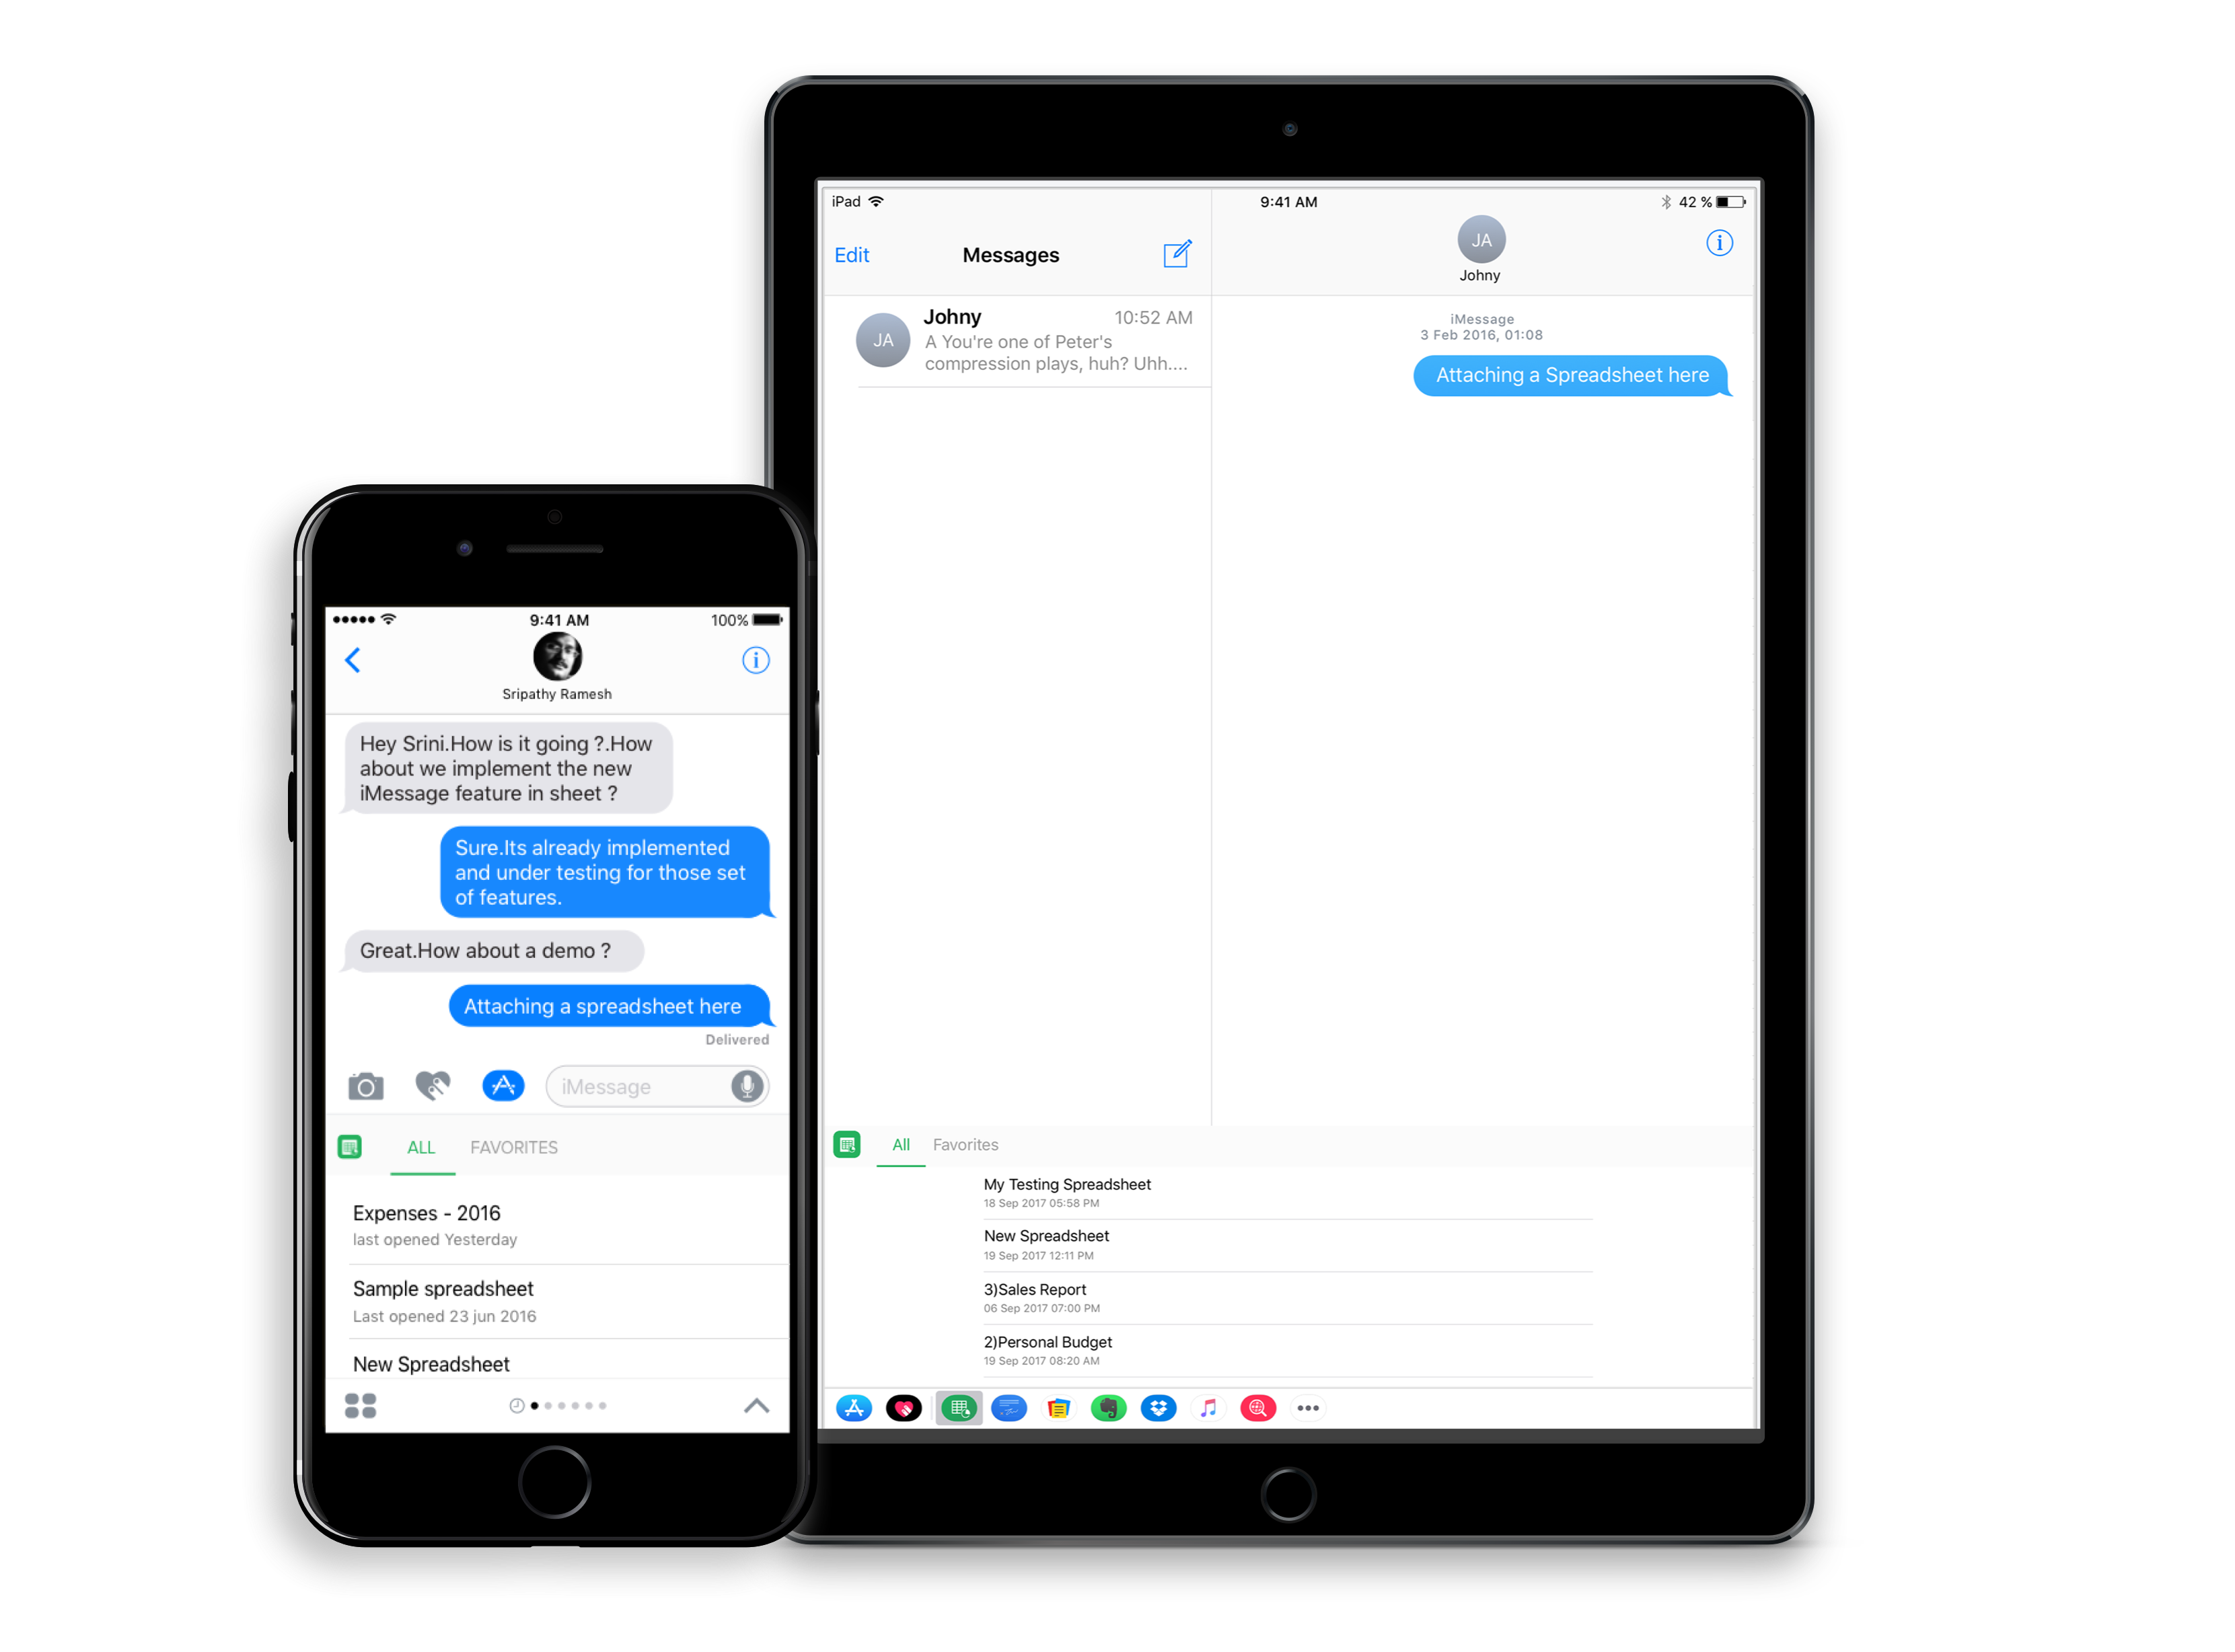 iPad
9:41 AM
42 %
Edit
Messages
JA
Johny
JA
Johny
10:52 AM
A You're one of Peter's
compression plays, huh? Uhh....
iMessage
3 Feb 2016, 01:08
Attaching a Spreadsheet here
All
Favorites
My Testing Spreadsheet
18 Sep 2017 05:58 PM
New Spreadsheet
19 Sep 2017 12:11 PM
3)Sales Report
06 Sep 2017 07:00 PM
2)Personal Budget
19 Sep 2017 08:20 AM
9:41 AM
100%
Sripathy Ramesh
Hey Srini.How is it going ?.How
about we implement the new
iMessage feature in sheet ?
Sure.Its already implemented
and under testing for those set
of features.
Great.How about a demo ?
Attaching a spreadsheet here
Delivered
iMessage
ALL
FAVORITES
Expenses - 2016
last opened Yesterday
Sample spreadsheet
Last opened 23 jun 2016
New Spreadsheet